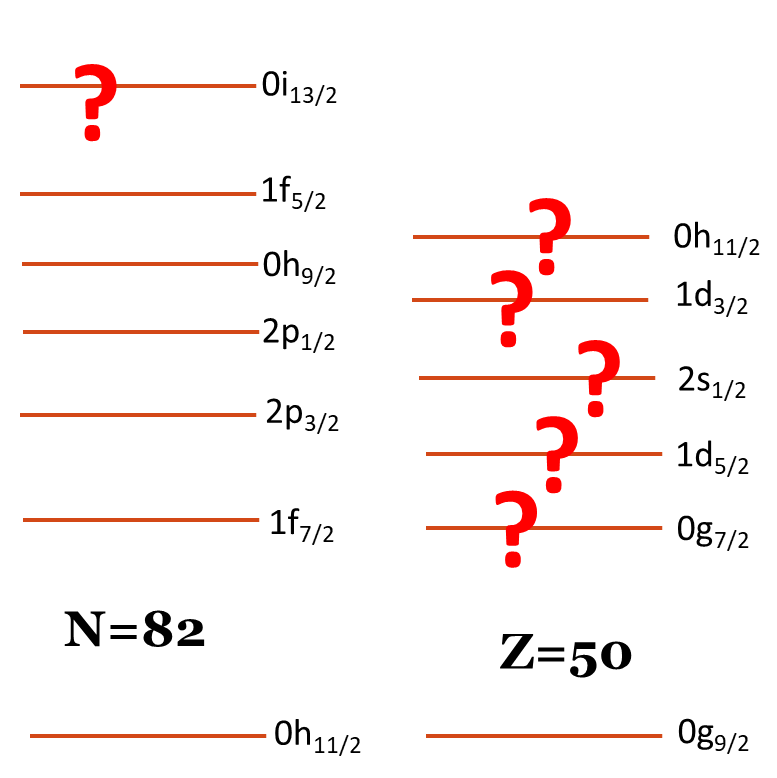 ?
0i13/2
1f5/2
0h9/2
2p1/2
2p3/2
1f7/2
N=82
0h11/2
?
0h11/2
?
1d3/2
?
2s1/2
?
1d5/2
?
0g7/2
Z=50
0g9/2